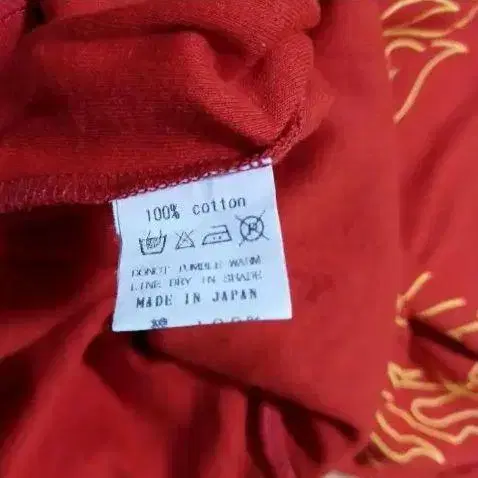 100% cotton
DONOT TUMBLE WARM
LINE DRY IN SHADE
MADE IN JAPAN